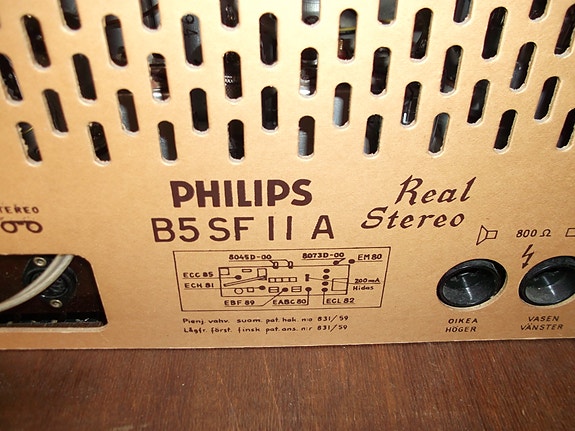 PHILIPS
Real
Stereo
B5SF11A
STEREO
800 Ω
8045D-00
8073D-00
EM 80
ECC 85
ECH 81
200mA
Hidas
EBF 89
EABC 80
ECL 82
Pienj. vahv. suom. pat. hak. n:o 831/59
Lågfr. först. finsk pat. ans. n:r 831/59
OIKEA
HÖGER
VASEN
VÄNSTER